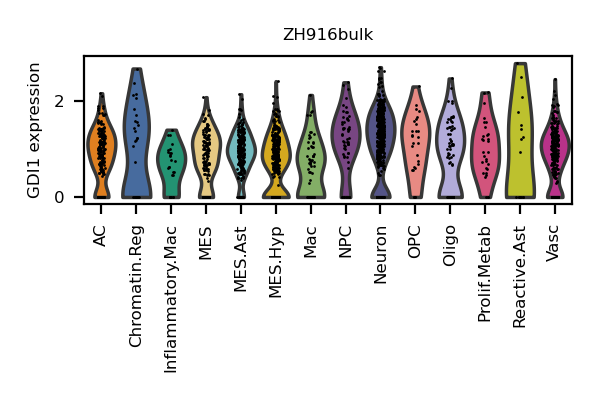 ZH916bulk
GDI1 expression
2
0
AC
Chromatin.Reg
Inflammatory.Mac
MES
MES.Ast
MES.Hyp
Mac
NPC
Neuron
OPC
Oligo
Prolif.Metab
Reactive.Ast
Vasc